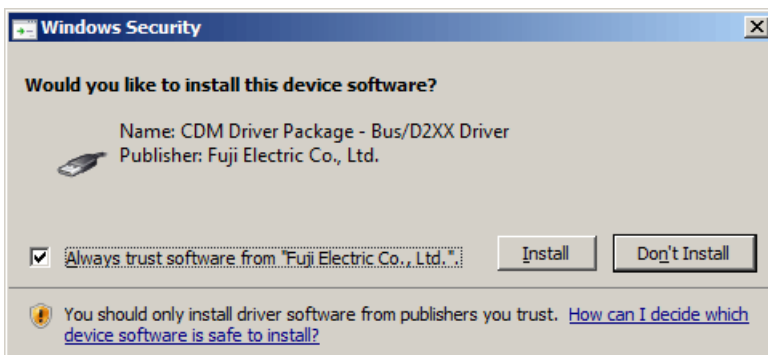 Windows Security
Would you like to install this device software?
Name: CDM Driver Package - Bus/D2XX Driver
Publisher: Fuji Electric Co., Ltd.
Always trust software from "Fuji Electric Co., Ltd.". Install Don't Install
You should only install driver software from publishers you trust. How can I decide which
device software is safe to install?